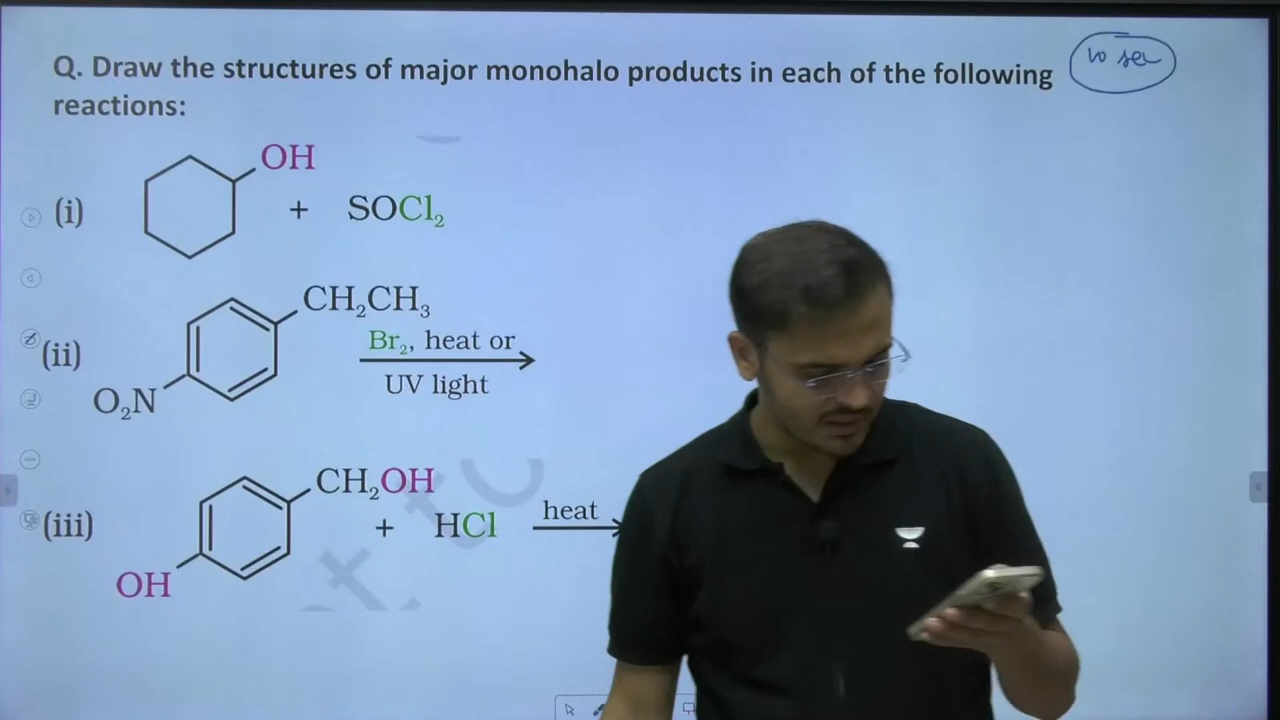 Q. Draw the structures of major monohalo products in each of the following
10 sec
reactions:
OH
(i)
+ SOCl₂
CH₂CH₃
(ii)
Br₂, heat or
UV light
O₂N
CH₂OH
(iii)
+ HCl
heat
OH